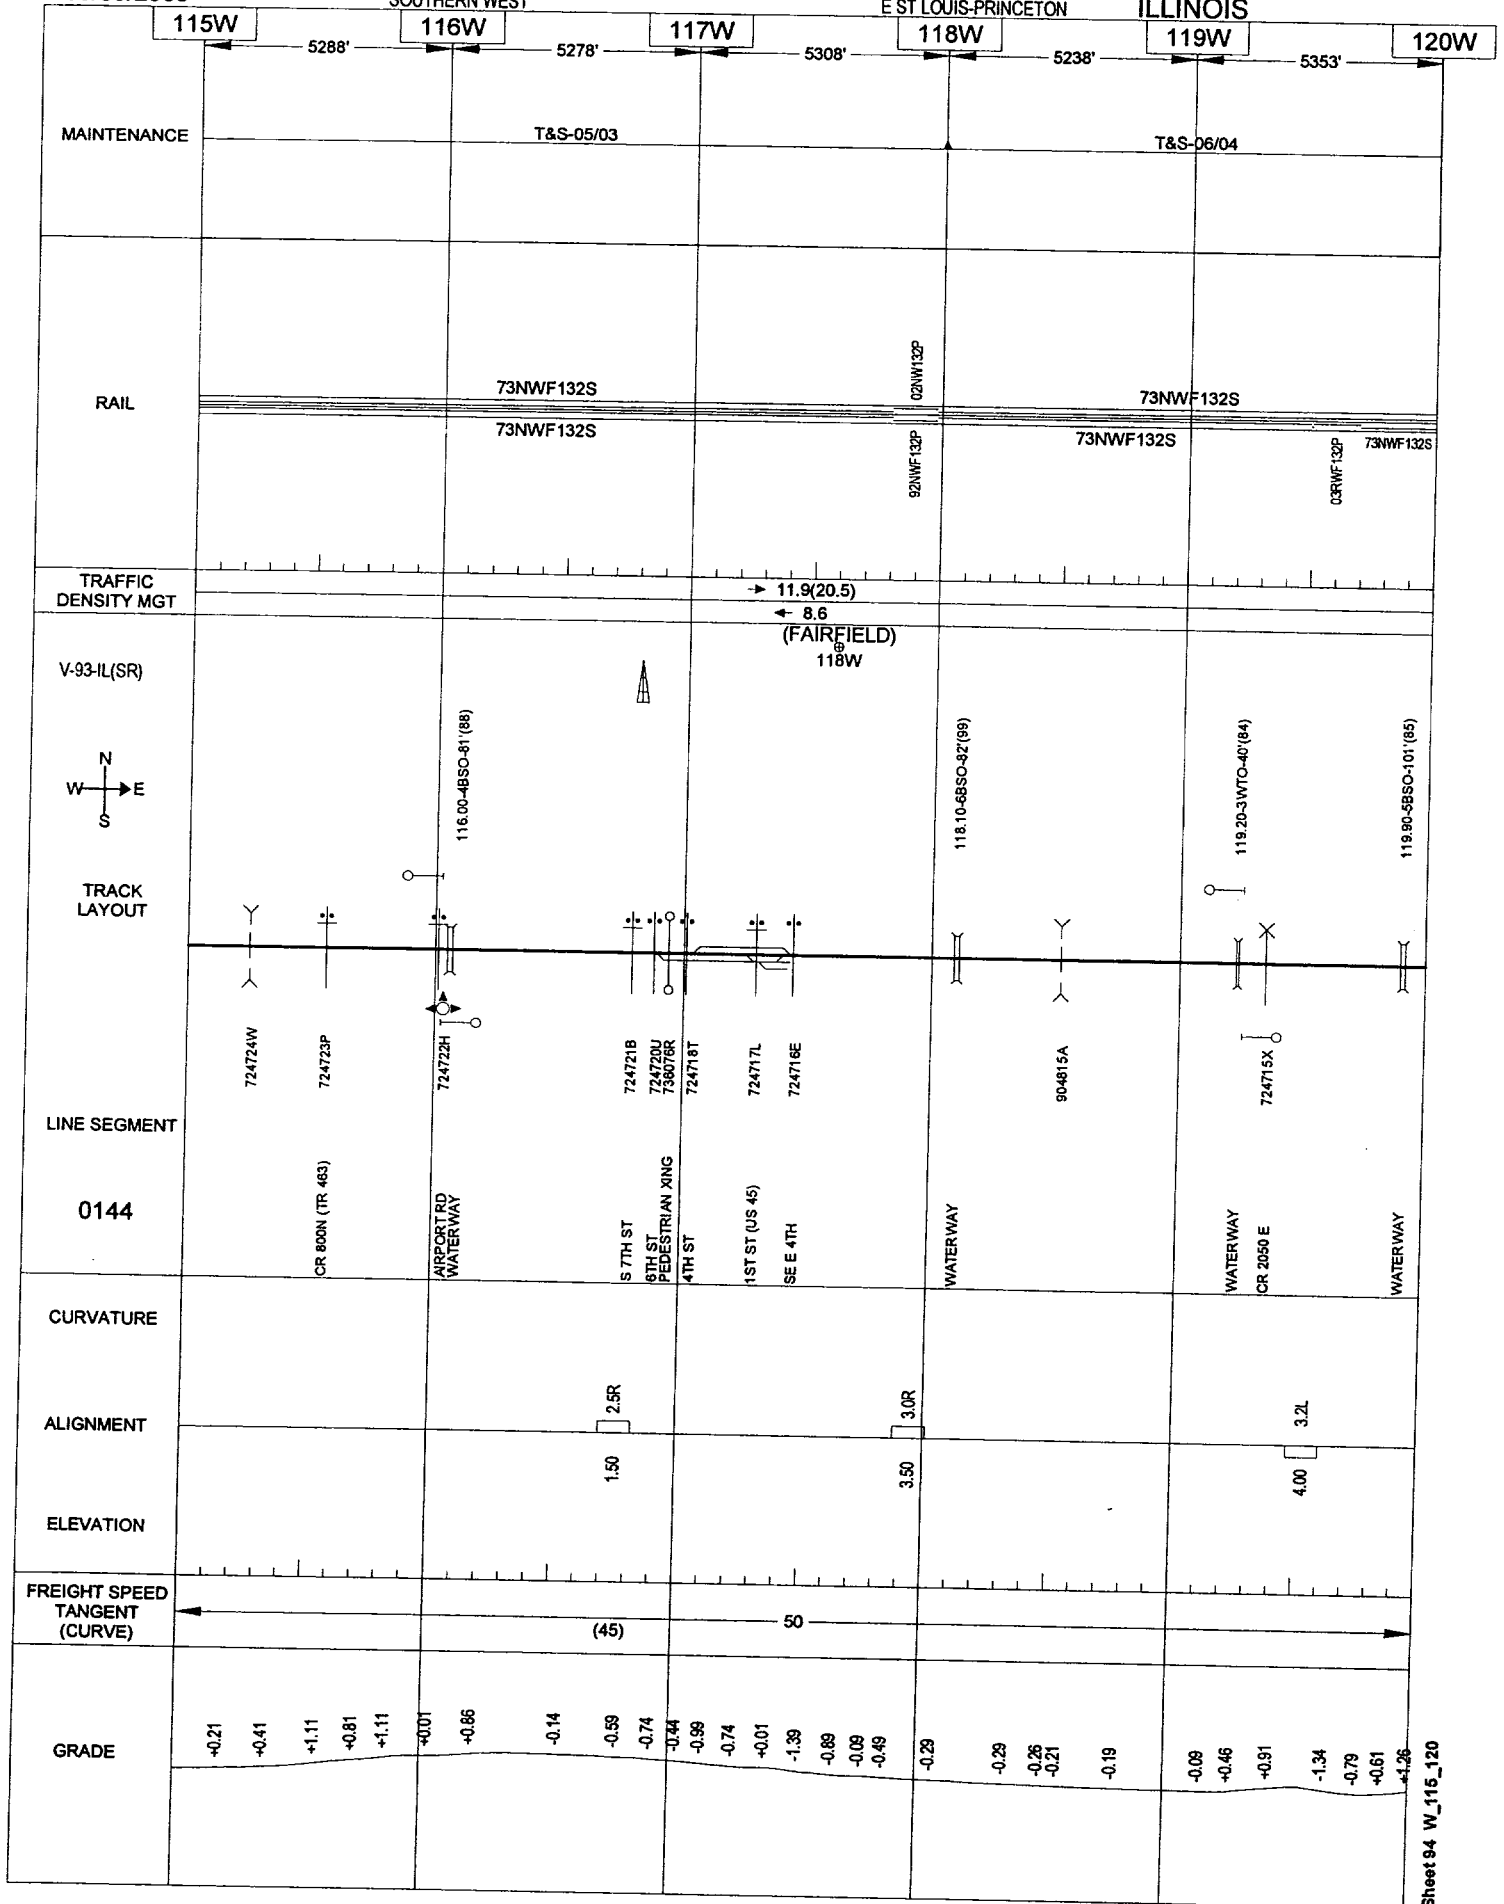 SOUTHERN WEST
E ST LOUIS-PRINCETON
ILLINOIS
115W
116W
117W
118W
119W
120W
5288'
5278'
5308'
5238'
5353'
MAINTENANCE
T&S-05/03
T&S-06/04
RAIL
73NWF132S
73NWF132S
02NW132P
92NWF132P
73NWF132S
73NWF132S
03RWF132P
73NWF132S
TRAFFIC
DENSITY MGT
11.9(20.5)
8.6
(FAIRFIELD)
118W
V-93-IL(SR)
N
W E
S
116.00-4BSO-81'(88)
118.10-6BSO-82'(99)
119.20-3WTO-40'(84)
119.90-5BSO-101'(85)
TRACK
LAYOUT
724724W
724723P
724722H
724721B
724720U
736076R
724718T
724717L
724716E
904815A
724715X
LINE SEGMENT
0144
CR 800N (TR 463)
AIRPORT RD
WATERWAY
S 7TH ST
6TH ST
PEDESTRIAN XING
4TH ST
1ST ST (US 45)
SE E 4TH
WATERWAY
WATERWAY
CR 2050 E
WATERWAY
CURVATURE
ALIGNMENT
2.5R
3.0R
3.2L
1.50
3.50
4.00
ELEVATION
FREIGHT SPEED
TANGENT
(CURVE)
(45)
50
GRADE
+0.21
+0.41
+1.11
+0.81
+1.11
+0.01
+0.86
-0.14
-0.59
-0.74
-0.44
-0.99
-0.74
+0.01
-1.39
-0.89
-0.09
-0.49
-0.29
-0.29
-0.26
-0.21
-0.19
-0.09
+0.46
+0.91
-1.34
-0.79
+0.61
+1.26
Sheet 94 W_115_120